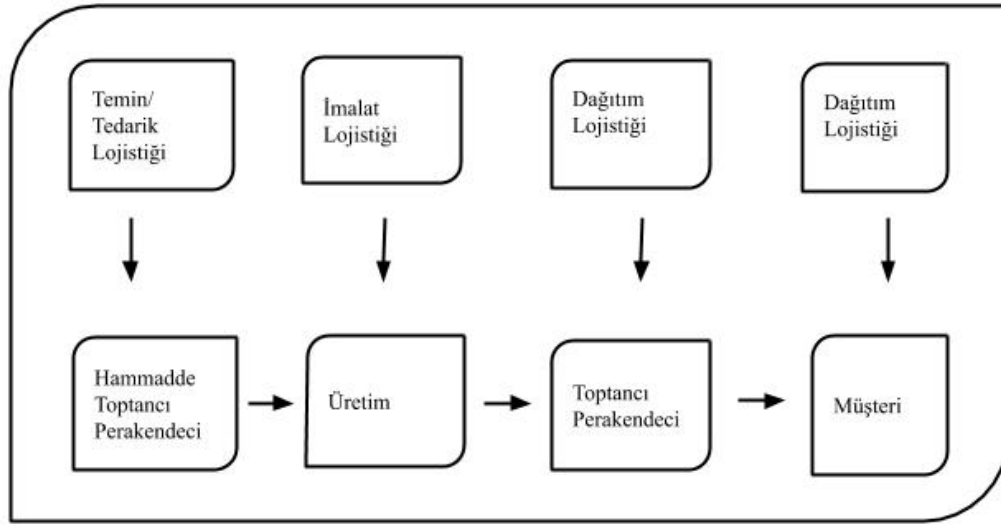 Temin/
Tedarik
Lojistiği
İmalat
Lojistiği
Dağıtım
Lojistiği
Dağıtım
Lojistiği
Hammadde
Toptancı
Perakendeci
Üretim
Toptancı
Perakendeci
Müşteri